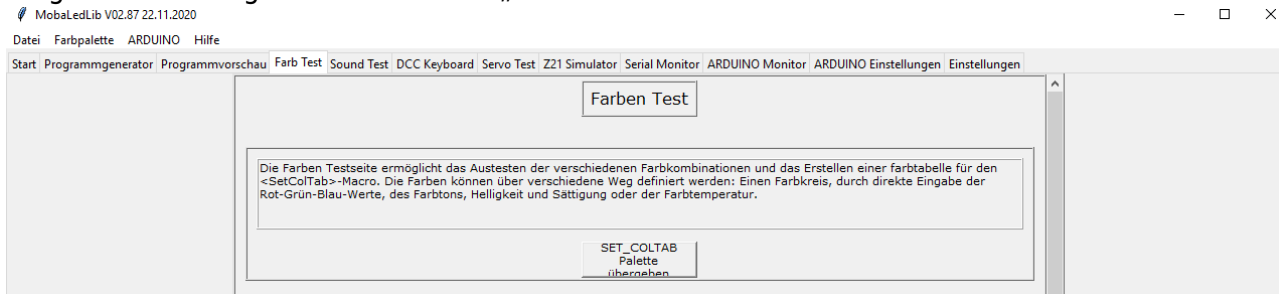 MobaLedLib V02.87 22.11.2020
Datei Farbpalette ARDUINO Hilfe
Start Programmgenerator Programmvorschau Farb Test Sound Test DCC Keyboard Servo Test Z21 Simulator Serial Monitor ARDUINO Monitor ARDUINO Einstellungen Einstellungen
Farben Test
Die Farben Testseite ermöglicht das Austesten der verschiedenen Farbkombinationen und das Erstellen einer farbtabelle für den
<SetColTab>-Macro. Die Farben können über verschiedene Weg definiert werden: Einen Farbkreis, durch direkte Eingabe der
Rot-Grün-Blau-Werte, des Farbtons, Helligkeit und Sättigung oder der Farbtemperatur.
SET_COLTAB
Palette
übergeben